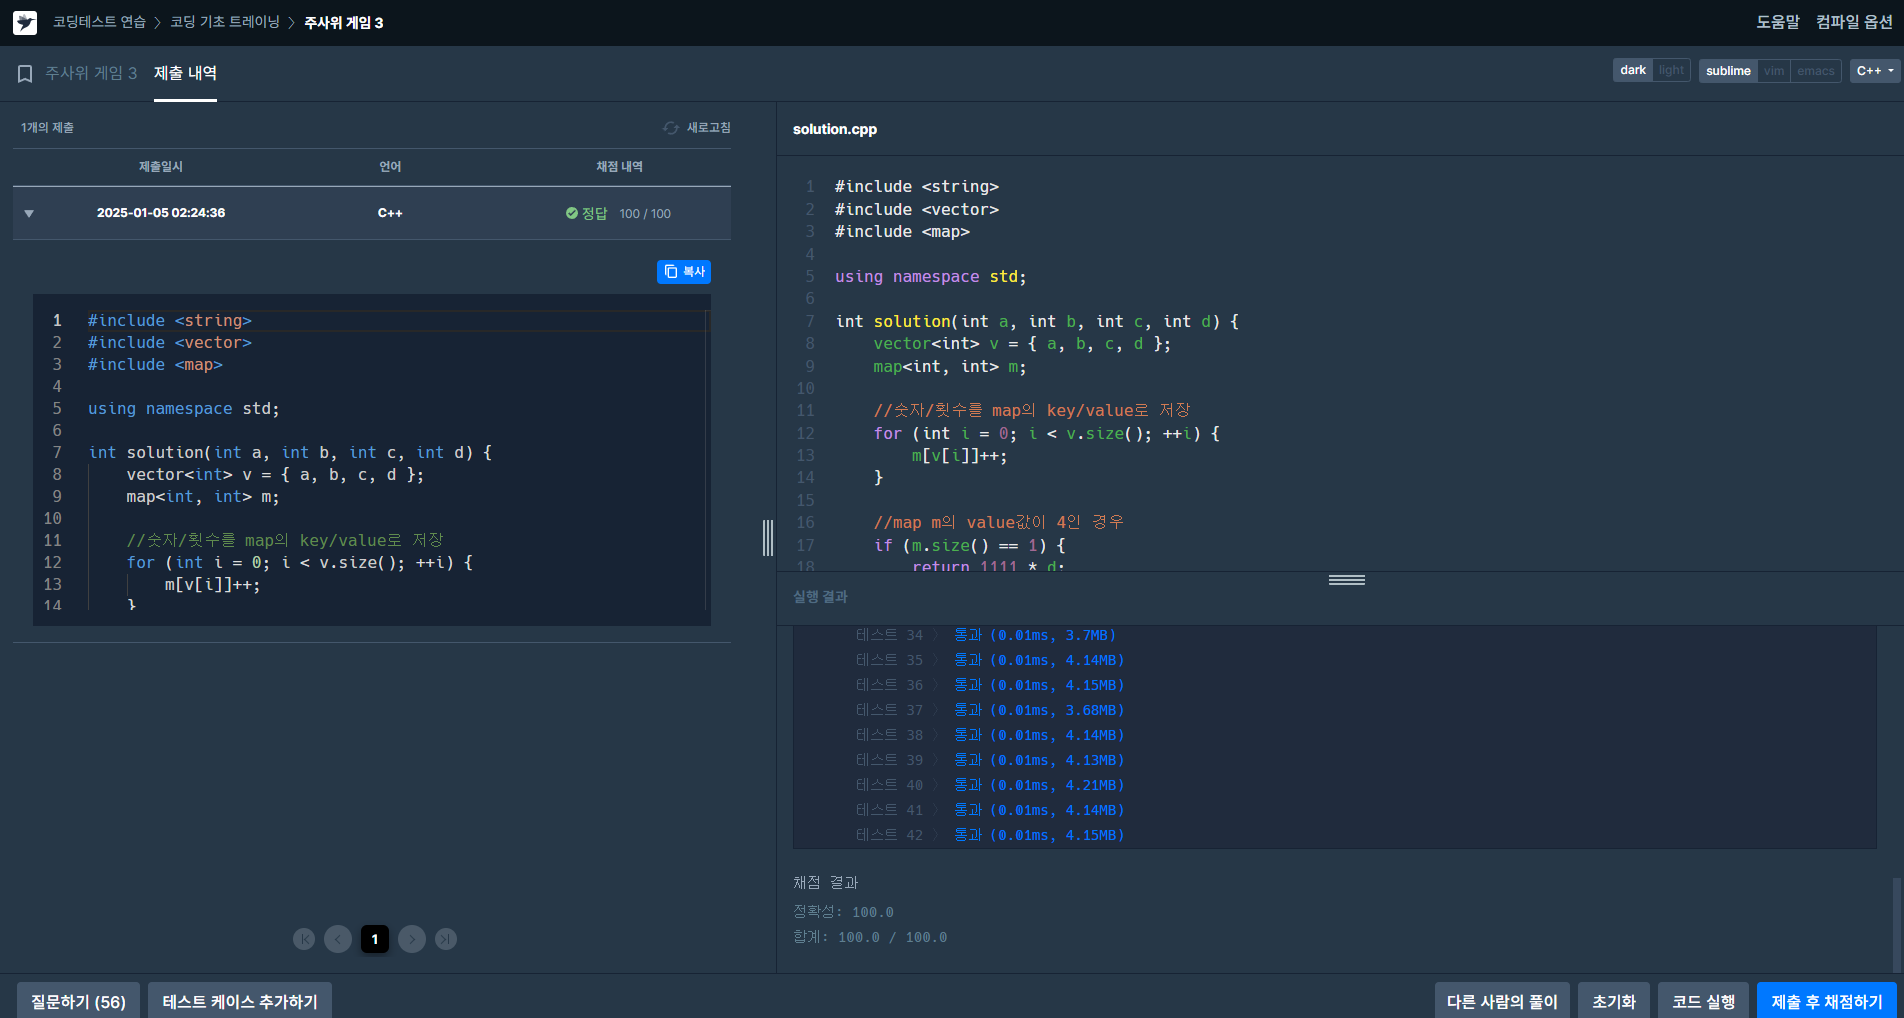 코딩테스트 연습 > 코딩 기초 트레이닝 > 주사위 게임 3
도움말 컴파일 옵션
주사위 게임 3 제출 내역
dark light sublime vim emacs C++
1개의 제출
새로고침
제출일시 언어 채점 내역
2025-01-05 02:24:36 C++ 정답 100 / 100
복사
1 #include <string>
2 #include <vector>
3 #include <map>
4
5 using namespace std;
6
7 int solution(int a, int b, int c, int d) {
8 vector<int> v = { a, b, c, d };
9 map<int, int> m;
10
11 //숫자/횟수를 map의 key/value로 저장
12 for (int i = 0; i < v.size(); ++i) {
13 m[v[i]]++;
14 }
1
질문하기 (56) 테스트 케이스 추가하기
solution.cpp
1 #include <string>
2 #include <vector>
3 #include <map>
4
5 using namespace std;
6
7 int solution(int a, int b, int c, int d) {
8 vector<int> v = { a, b, c, d };
9 map<int, int> m;
10
11 //숫자/횟수를 map의 key/value로 저장
12 for (int i = 0; i < v.size(); ++i) {
13 m[v[i]]++;
14 }
15
16 //map m의 value값이 4인 경우
17 if (m.size() == 1) {
18 return 1111 * d;
실행 결과
테스트 34 〉 통과 (0.01ms, 3.7MB)
테스트 35 〉 통과 (0.01ms, 4.14MB)
테스트 36 〉 통과 (0.01ms, 4.15MB)
테스트 37 〉 통과 (0.01ms, 3.68MB)
테스트 38 〉 통과 (0.01ms, 4.14MB)
테스트 39 〉 통과 (0.01ms, 4.13MB)
테스트 40 〉 통과 (0.01ms, 4.21MB)
테스트 41 〉 통과 (0.01ms, 4.14MB)
테스트 42 〉 통과 (0.01ms, 4.15MB)
채점 결과
정확성: 100.0
합계: 100.0 / 100.0
다른 사람의 풀이 초기화 코드 실행 제출 후 채점하기